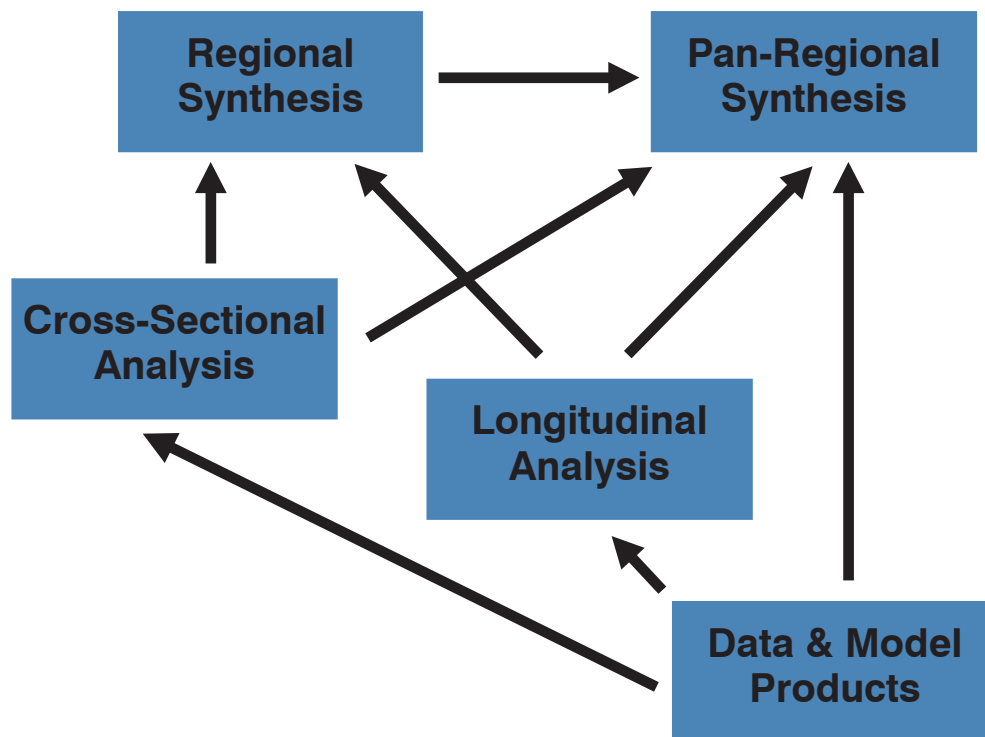 Regional
Synthesis
Pan-Regional
Synthesis
Cross-Sectional
Analysis
Longitudinal
Analysis
Data & Model
Products